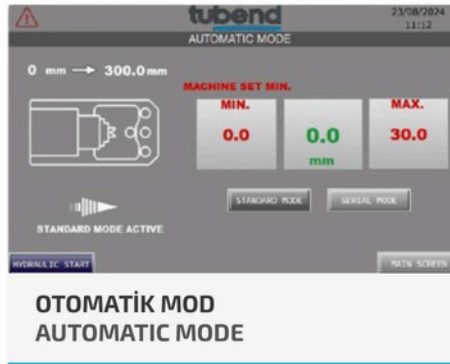 tubend
23/08/2024
11:12
AUTOMATIC MODE
0 mm → 300.0 mm
MACHINE SET MIN.
MIN.
0.0
0.0
mm
MAX.
30.0
STANDARD MODE
SERIAL MODE
STANDARD MODE ACTIVE
HYDRAULIC START
MAIN SCREEN
OTOMATİK MOD
AUTOMATIC MODE